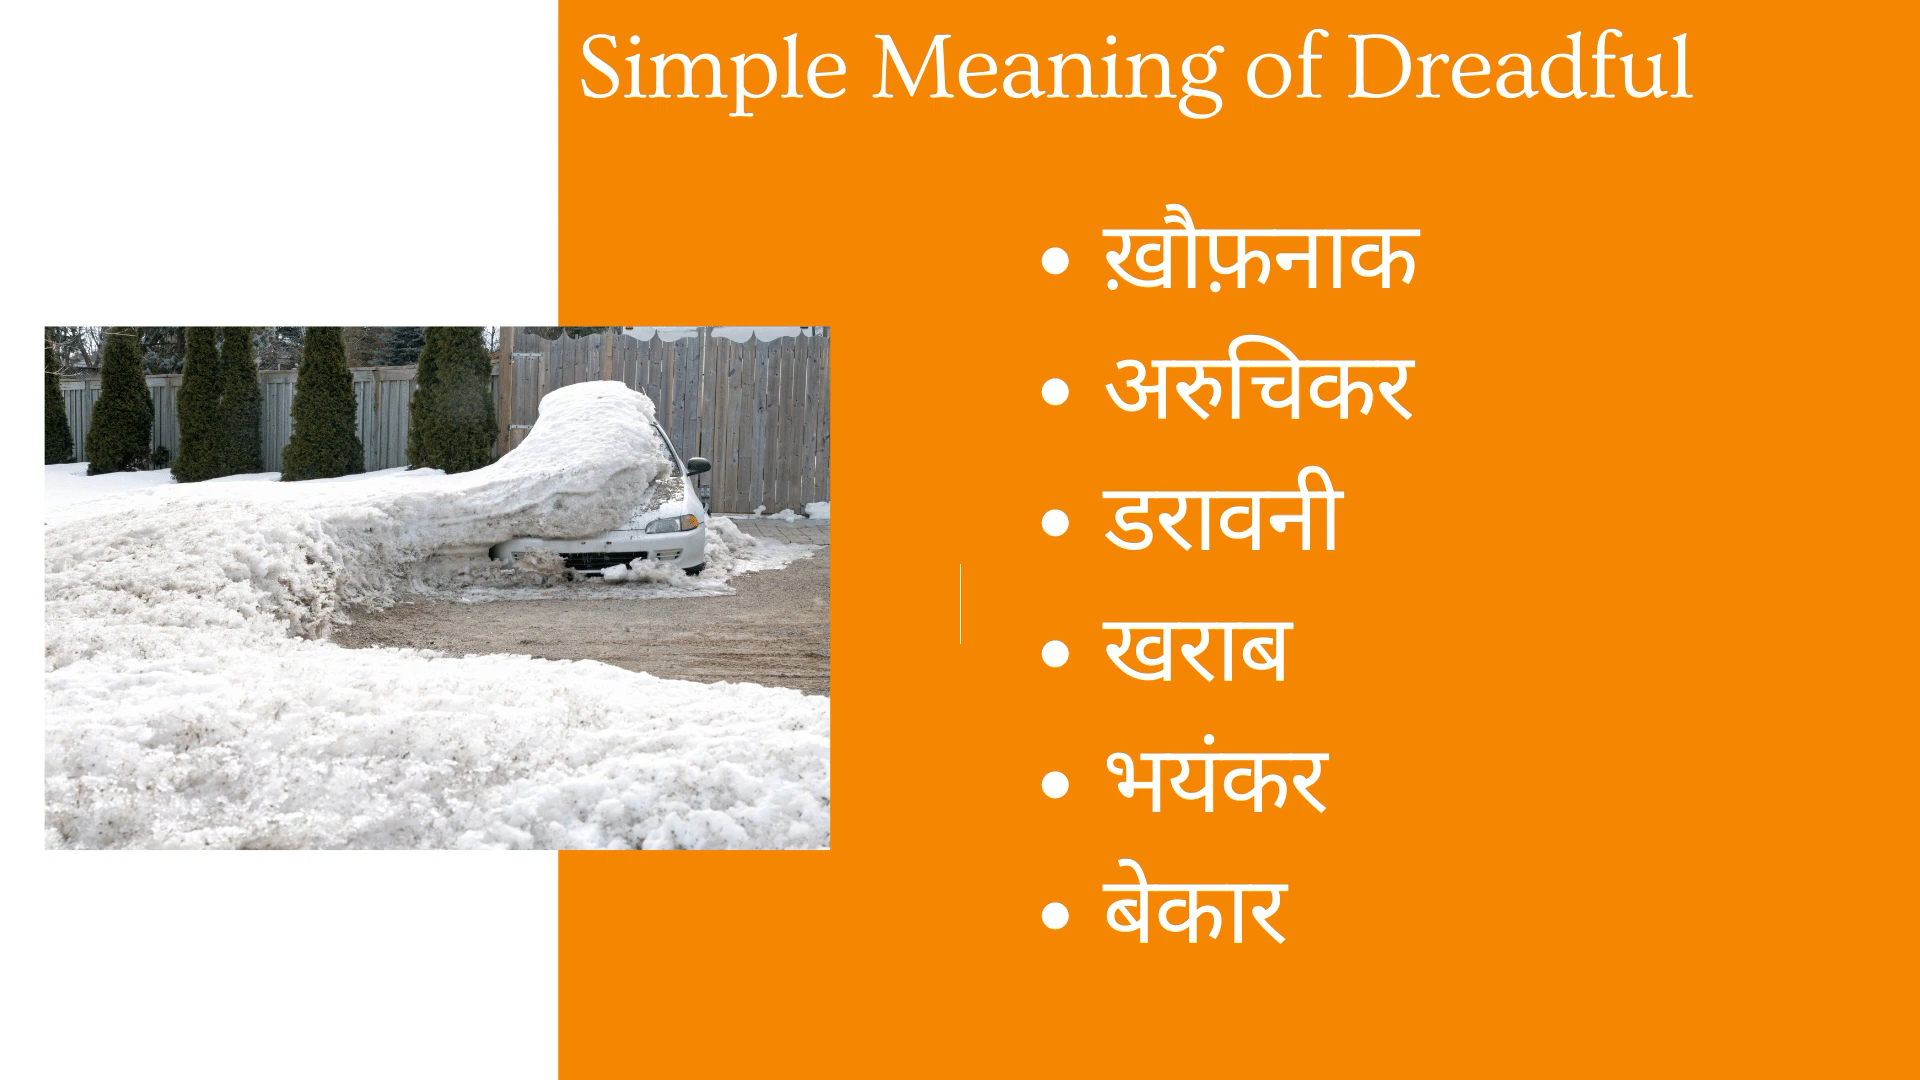 Simple Meaning of Dreadful
• ख़ौफ़नाक
• अरुचिकर
• डरावनी
• खराब
• भयंकर
• बेकार